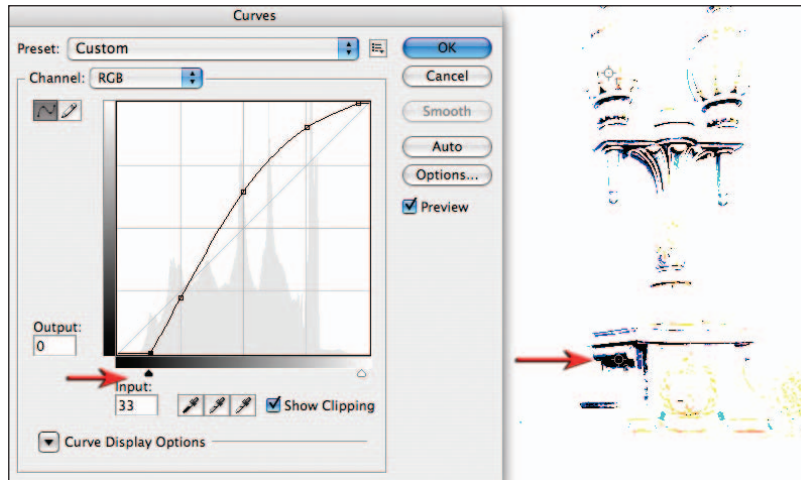 Curves
Preset: Custom
OK
Channel: RGB
Cancel
Smooth
Auto
Options...
Preview
Output:
0
Input:
33
Show Clipping
Curve Display Options